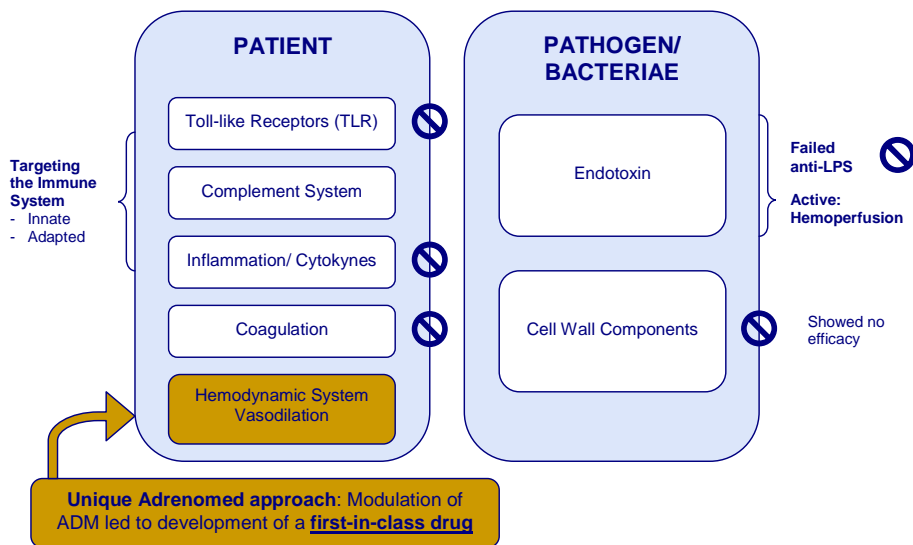 PATIENT
Toll-like Receptors (TLR)
Complement System
Inflammation/ Cytokynes
Coagulation
Hemodynamic System
Vasodilation
Targeting
the Immune
System
- Innate
- Adapted
PATHOGEN/
BACTERIAE
Endotoxin
Cell Wall Components
Failed
anti-LPS
Active:
Hemoperfusion
Showed no
efficacy
Unique Adrenomed approach: Modulation of
ADM led to development of a first-in-class drug